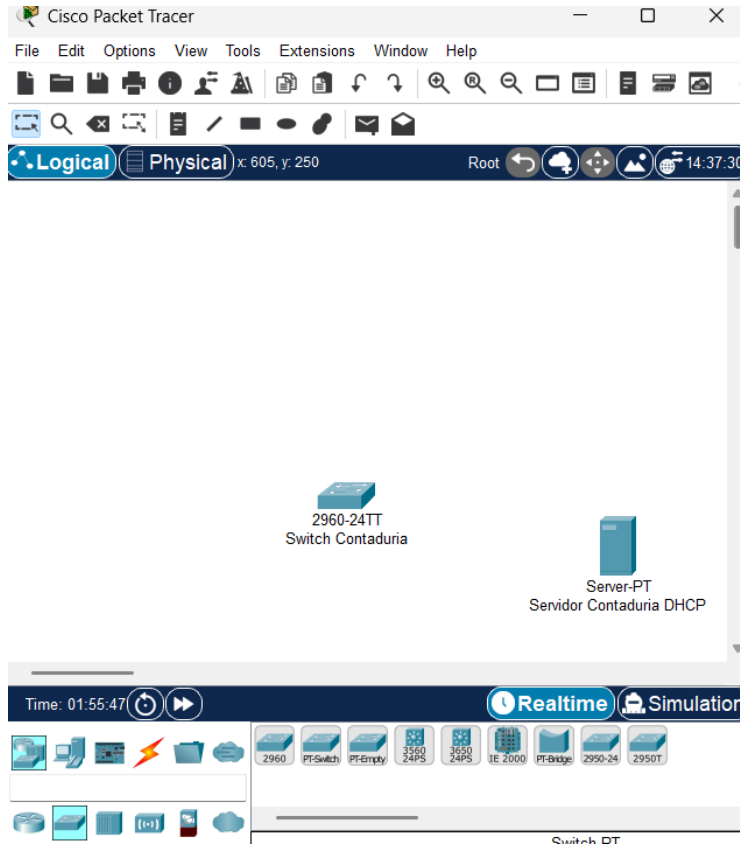 Cisco Packet Tracer
File Edit Options View Tools Extensions Window Help
Logical Physical x: 605, y: 250 Root 14:37:30
2960-24TT
Switch Contaduria
Server-PT
Servidor Contaduria DHCP
Time: 01:55:47 Realtime Simulation
2960 PT-Switch PT-Empty 3560 24PS 3650 24PS IE 2000 PT-Bridge 2950-24 2950T
Switch PT